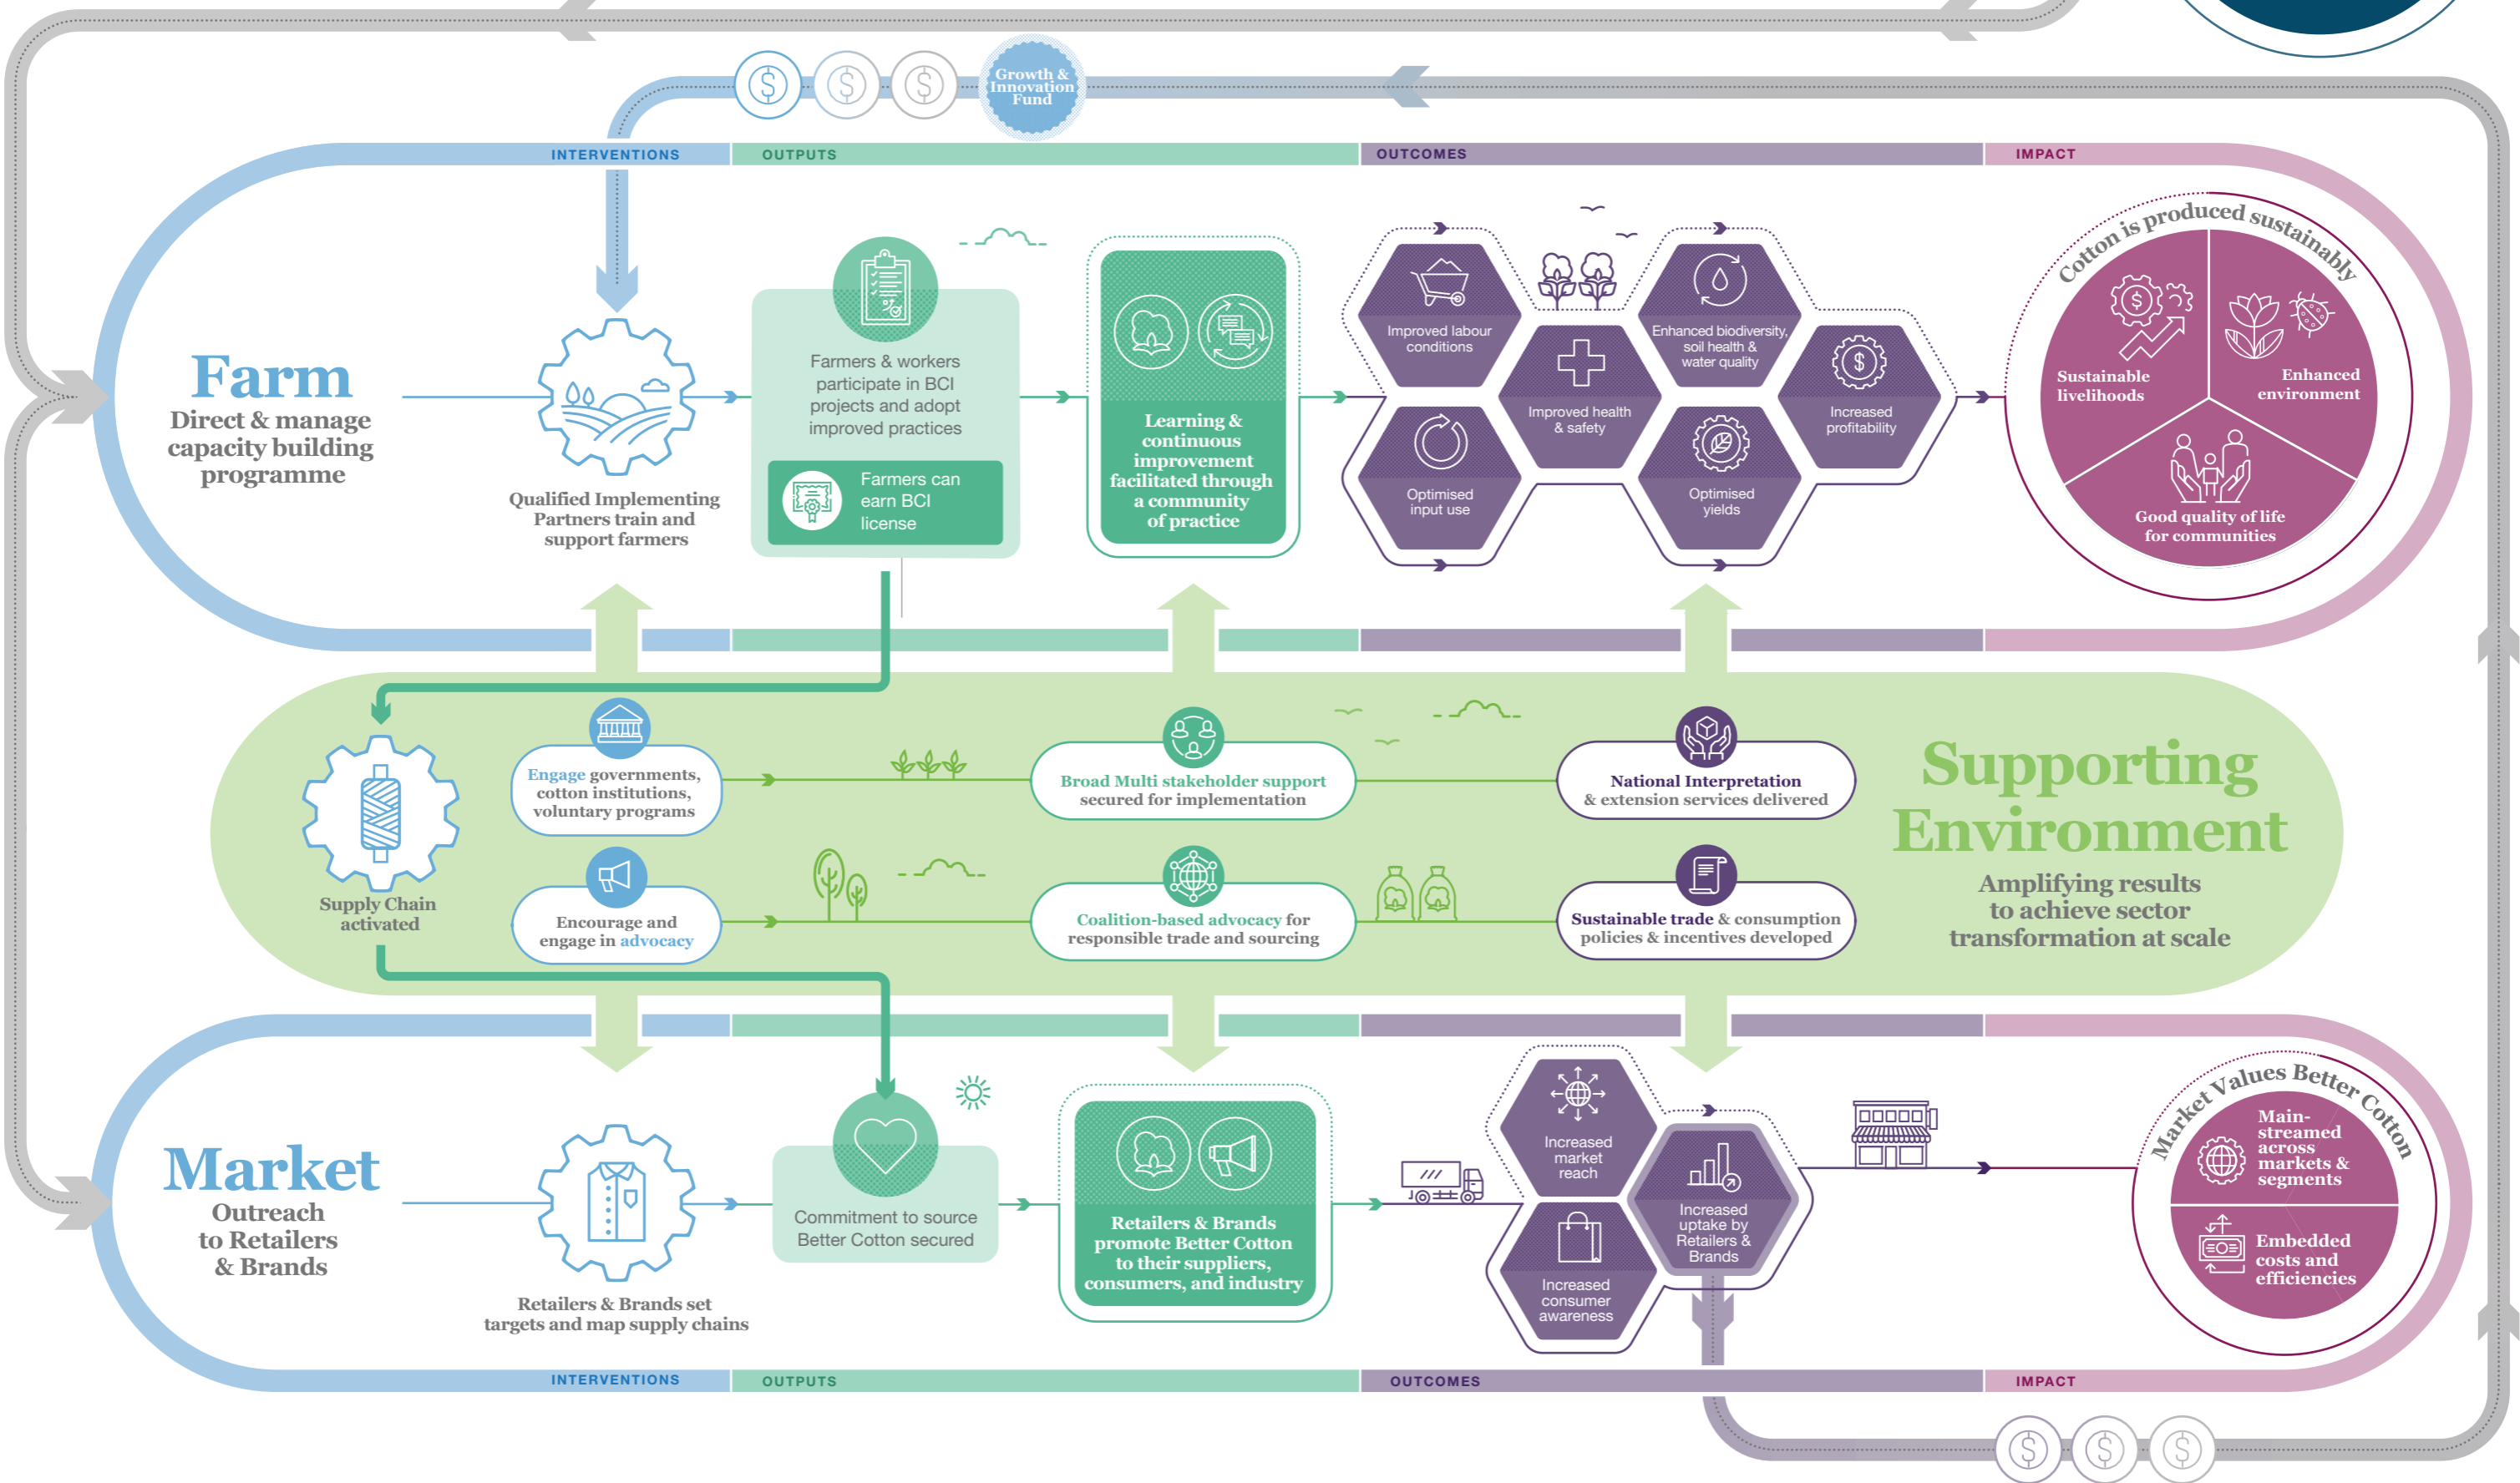 Growth &
Innovation
Fund
INTERVENTIONS
OUTPUTS
OUTCOMES
IMPACT
Farm
Direct & manage
capacity building
programme
Qualified Implementing
Partners train and
support farmers
Farmers & workers
participate in BCI
projects and adopt
improved practices
Farmers can
earn BCI
license
Learning &
continuous
improvement
facilitated through
a community
of practice
Improved labour
conditions
Optimised
input use
Improved health
& safety
Enhanced biodiversity,
soil health &
water quality
Optimised
yields
Increased
profitability
Cotton is produced sustainably
Sustainable
livelihoods
Enhanced
environment
Good quality of life
for communities
Supply Chain
activated
Engage governments,
cotton institutions,
voluntary programs
Broad Multi stakeholder support
secured for implementation
National Interpretation
& extension services delivered
Encourage and
engage in advocacy
Coalition-based advocacy for
responsible trade and sourcing
Sustainable trade & consumption
policies & incentives developed
Supporting
Environment
Amplifying results
to achieve sector
transformation at scale
Market
Outreach
to Retailers
& Brands
Retailers & Brands set
targets and map supply chains
Commitment to source
Better Cotton secured
Retailers & Brands
promote Better Cotton
to their suppliers,
consumers, and industry
Increased
market
reach
Increased
consumer
awareness
Increased
uptake by
Retailers &
Brands
Market Values Better Cotton
Main-
streamed
across
markets &
segments
Embedded
costs and
efficiencies
INTERVENTIONS
OUTPUTS
OUTCOMES
IMPACT